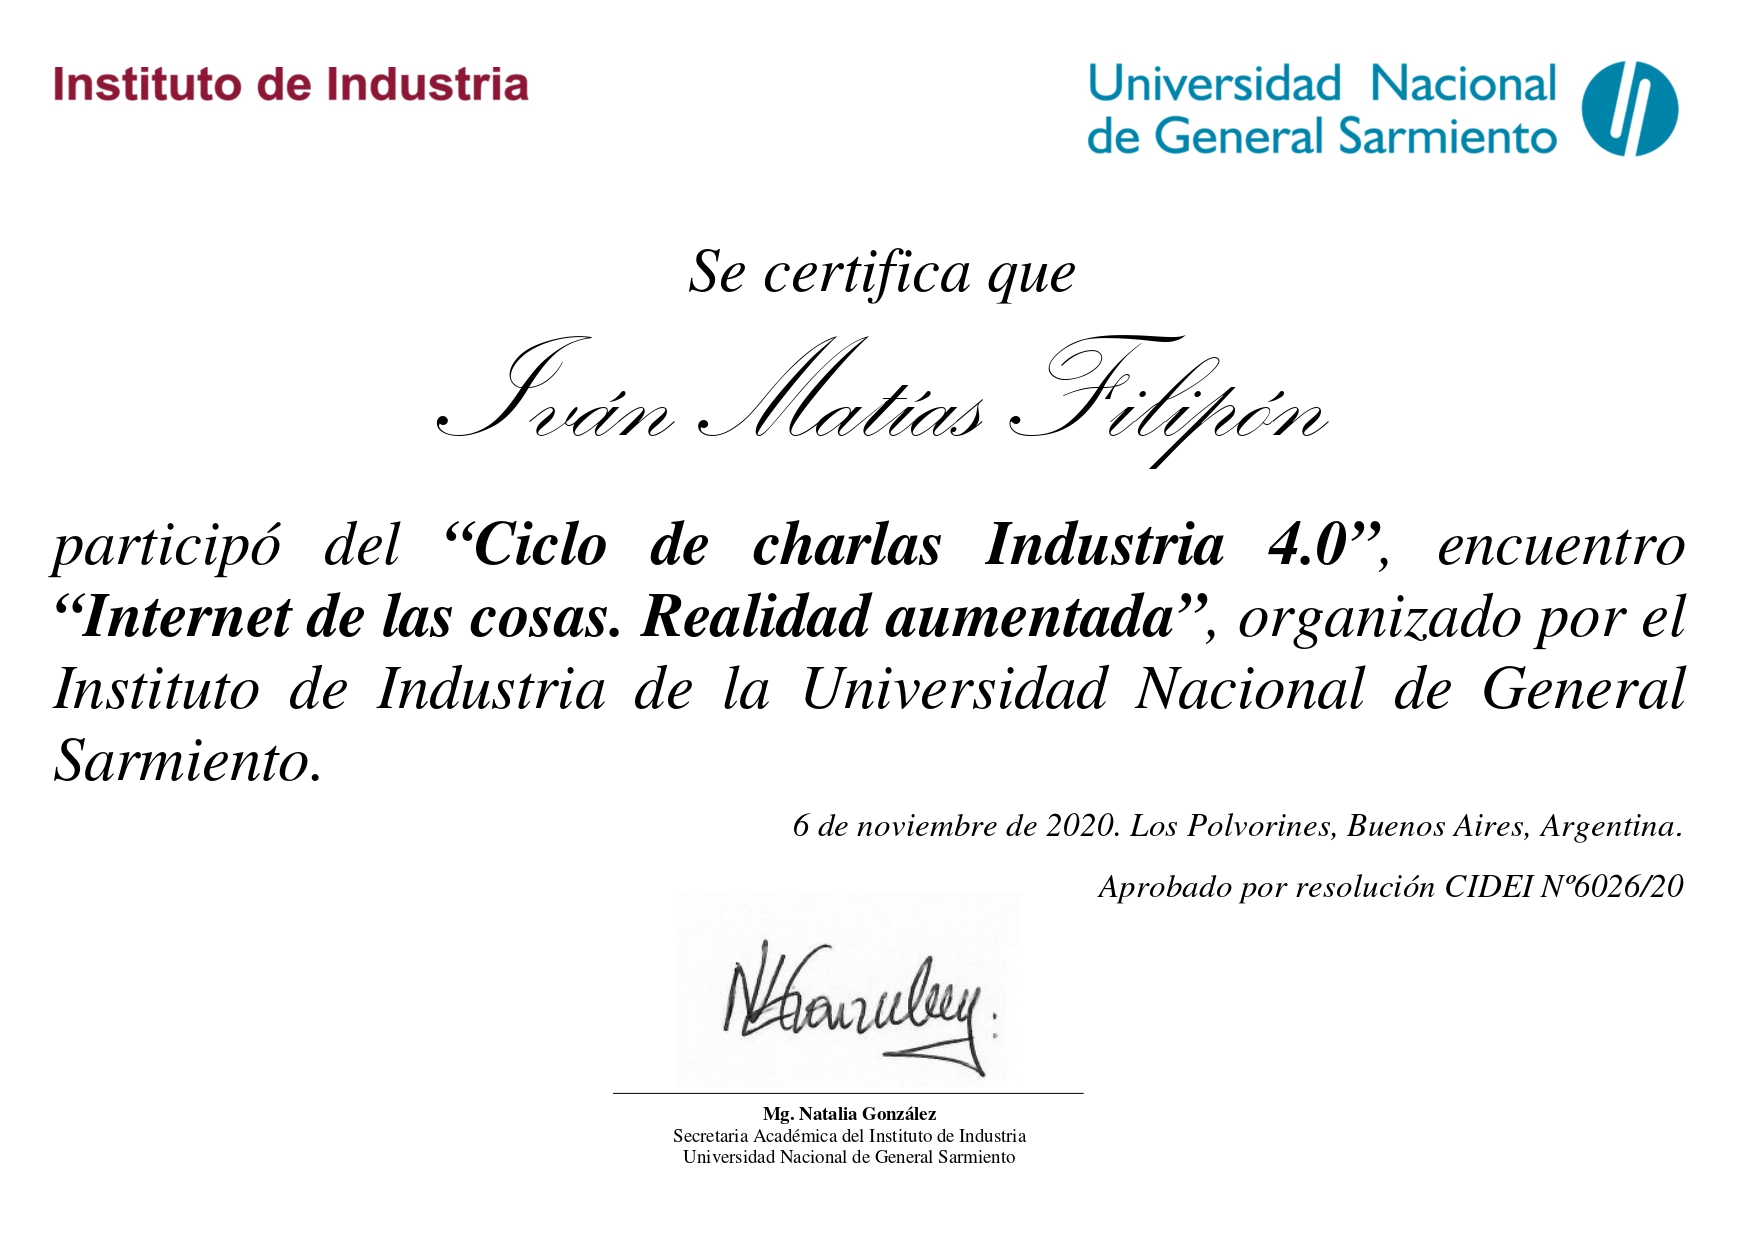 Instituto de Industria
Universidad Nacional
de General Sarmiento
Se certifica que
Iván Matías Filipón
participó del “Ciclo de charlas Industria 4.0”, encuentro
“Internet de las cosas. Realidad aumentada”, organizado por el
Instituto de Industria de la Universidad Nacional de General
Sarmiento.
6 de noviembre de 2020. Los Polvorines, Buenos Aires, Argentina.
Aprobado por resolución CIDEI Nº6026/20
Mg. Natalia González
Secretaria Académica del Instituto de Industria
Universidad Nacional de General Sarmiento